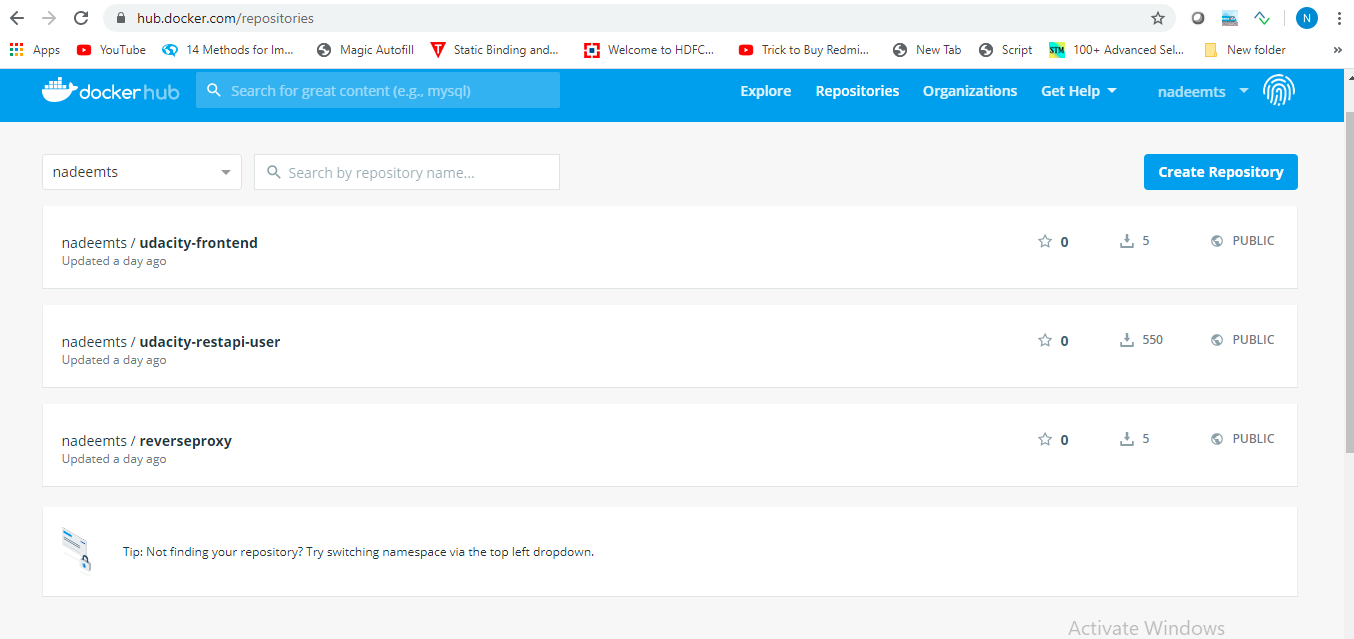 hub.docker.com/repositories
N
Apps YouTube 14 Methods for Im... Magic Autofill Static Binding and... Welcome to HDFC... Trick to Buy Redmi... New Tab Script STM 100+ Advanced Sel... New folder »
dockerhub Search for great content (e.g., mysql) Explore Repositories Organizations Get Help nadeemts
nadeemts Search by repository name... Create Repository
nadeemts / udacity-frontend 0 5 PUBLIC
Updated a day ago
nadeemts / udacity-restapi-user 0 550 PUBLIC
Updated a day ago
nadeemts / reverseproxy 0 5 PUBLIC
Updated a day ago
Tip: Not finding your repository? Try switching namespace via the top left dropdown.
Activate Windows